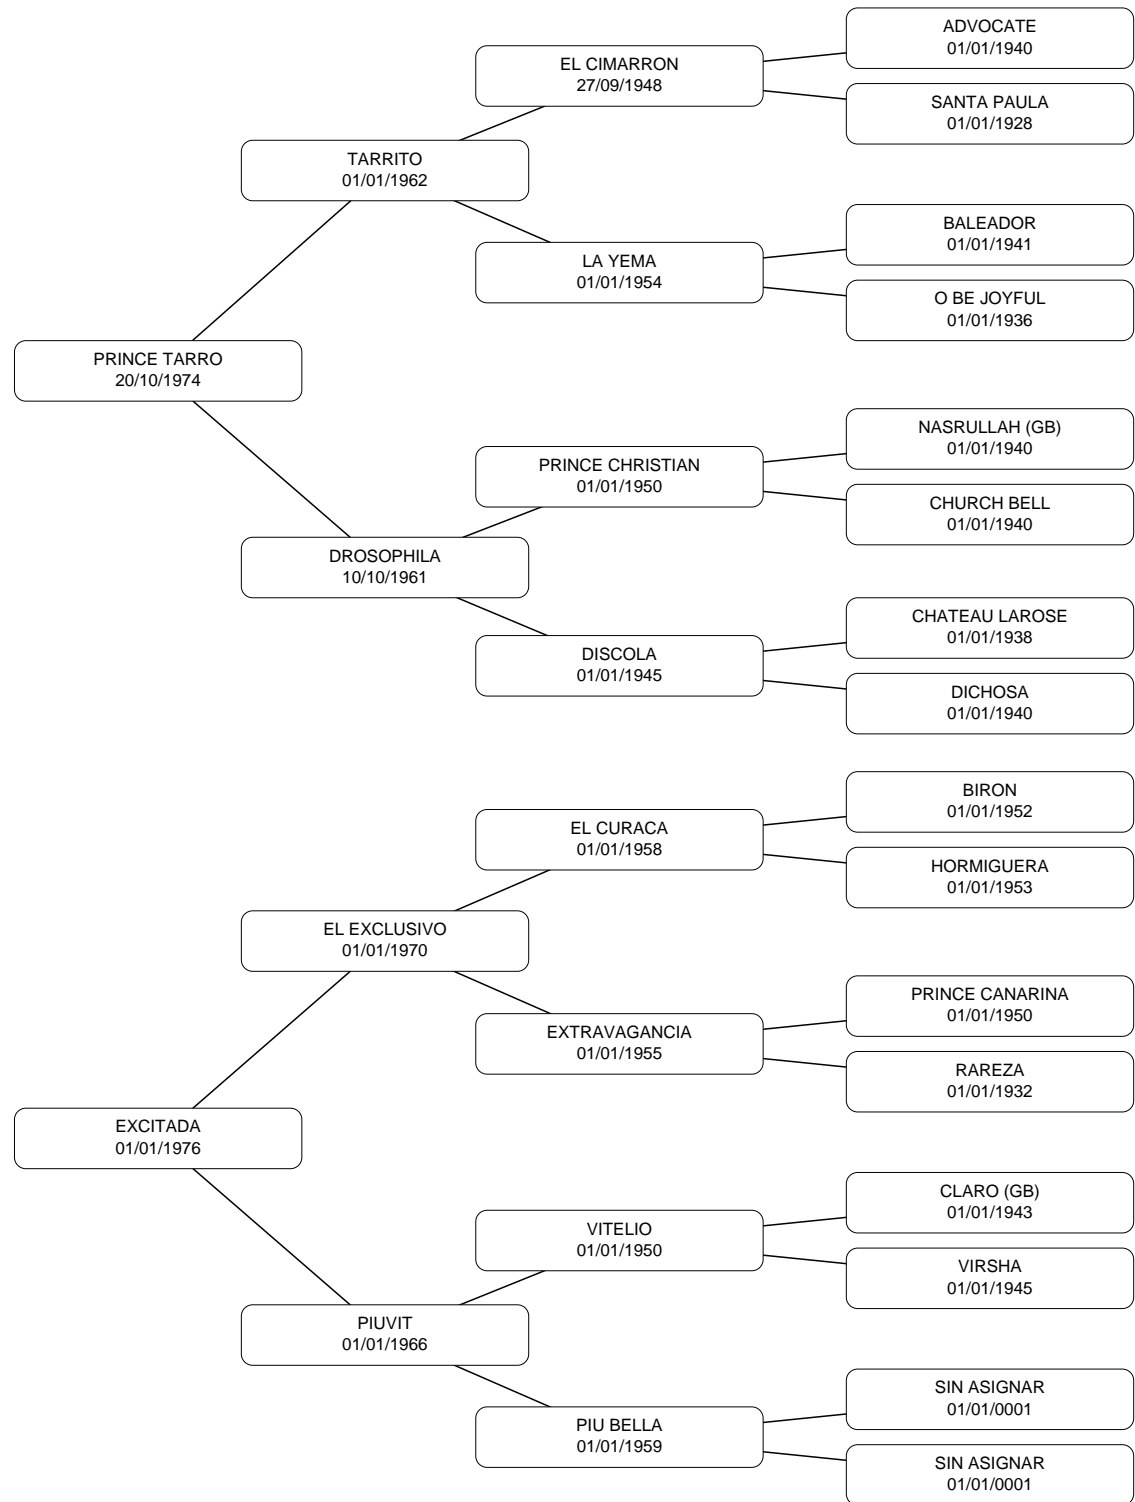 ADVOCATE
01/01/1940
EL CIMARRON
27/09/1948
SANTA PAULA
01/01/1928
TARRITO
01/01/1962
BALEADOR
01/01/1941
LA YEMA
01/01/1954
O BE JOYFUL
01/01/1936
PRINCE TARRO
20/10/1974
NASRULLAH (GB)
01/01/1940
PRINCE CHRISTIAN
01/01/1950
CHURCH BELL
01/01/1940
DROSOPHILA
10/10/1961
CHATEAU LAROSE
01/01/1938
DISCOLA
01/01/1945
DICHOSA
01/01/1940
BIRON
01/01/1952
EL CURACA
01/01/1958
HORMIGUERA
01/01/1953
EL EXCLUSIVO
01/01/1970
PRINCE CANARINA
01/01/1950
EXTRAVAGANCIA
01/01/1955
RAREZA
01/01/1932
EXCITADA
01/01/1976
CLARO (GB)
01/01/1943
VITELIO
01/01/1950
VIRSHA
01/01/1945
PIUVIT
01/01/1966
SIN ASIGNAR
01/01/0001
PIU BELLA
01/01/1959
SIN ASIGNAR
01/01/0001